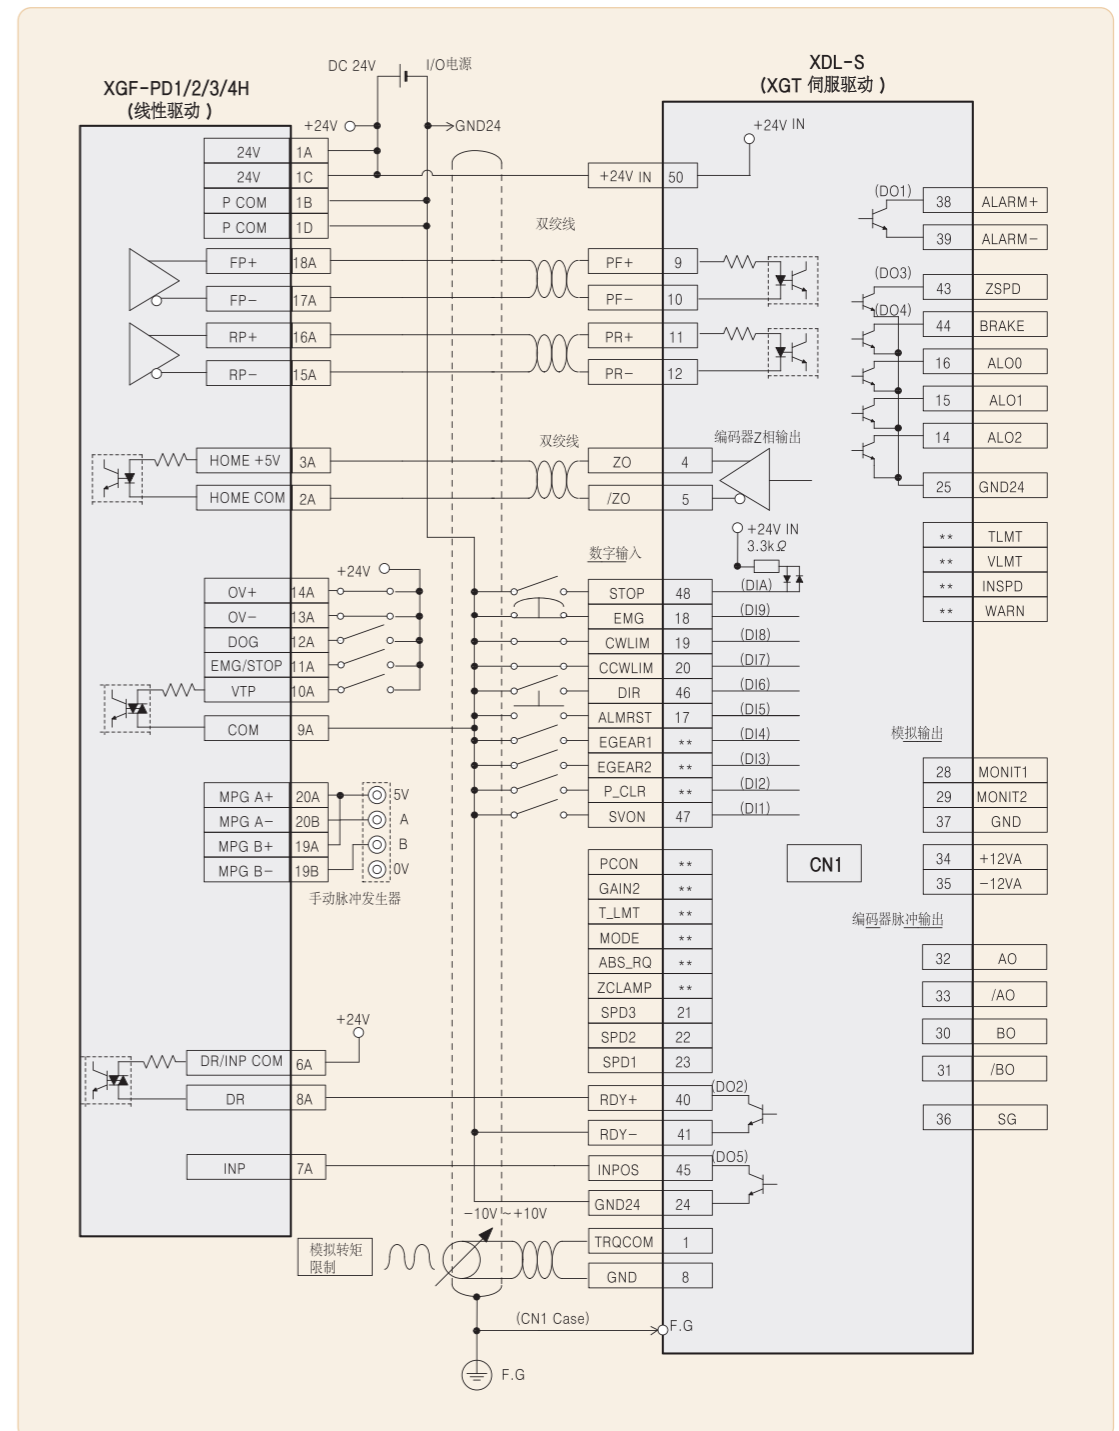 DC 24V
I/O电源
XGF-PD1/2/3/4H
(线性驱动 )
XDL-S
(XGT 伺服驱动 )
+24V
GND24
+24V IN
24V 1A
24V 1C
P COM 1B
P COM 1D
+24V IN 50
双绞线
FP+ 18A
FP- 17A
RP+ 16A
RP- 15A
PF+ 9
PF- 10
PR+ 11
PR- 12
(DO1)
38 ALARM+
39 ALARM-
(DO3)
43 ZSPD
(DO4)
44 BRAKE
16 ALO0
15 ALO1
14 ALO2
25 GND24
双绞线
编码器Z相输出
HOME +5V 3A
HOME COM 2A
ZO 4
/ZO 5
** TLMT
** VLMT
** INSPD
** WARN
+24V IN
3.3kΩ
数字输入
+24V
OV+ 14A
OV- 13A
DOG 12A
EMG/STOP 11A
VTP 10A
COM 9A
STOP 48 (DIA)
EMG 18 (DI9)
CWLIM 19 (DI8)
CCWLIM 20 (DI7)
DIR 46 (DI6)
ALMRST 17 (DI5)
EGEAR1 ** (DI4)
EGEAR2 ** (DI3)
P_CLR ** (DI2)
SVON 47 (DI1)
MPG A+ 20A 5V
MPG A- 20B A
MPG B+ 19A B
MPG B- 19B 0V
手动脉冲发生器
模拟输出
28 MONIT1
29 MONIT2
37 GND
34 +12VA
35 -12VA
CN1
PCON **
GAIN2 **
T_LMT **
MODE **
ABS_RQ **
ZCLAMP **
SPD3 21
SPD2 22
SPD1 23
编码器脉冲输出
32 AO
33 /AO
30 BO
31 /BO
36 SG
+24V
DR/INP COM 6A
DR 8A
INP 7A
RDY+ 40 (DO2)
RDY- 41
INPOS 45 (DO5)
GND24 24
-10V ~+10V
模拟转矩
限制
TRQCOM 1
GND 8
(CN1 Case)
F.G
F.G